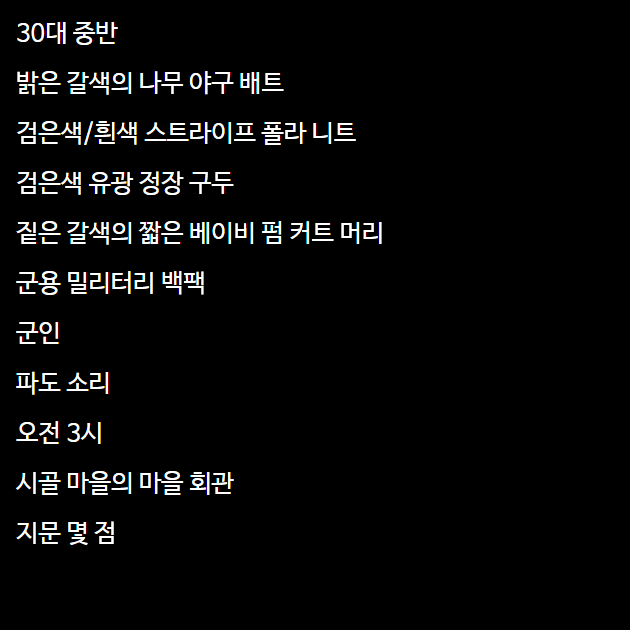 30대 중반
밝은 갈색의 나무 야구 배트
검은색/흰색 스트라이프 폴라 니트
검은색 유광 정장 구두
짙은 갈색의 짧은 베이비 펌 커트 머리
군용 밀리터리 백팩
군인
파도 소리
오전 3시
시골 마을의 마을 회관
지문 몇 점